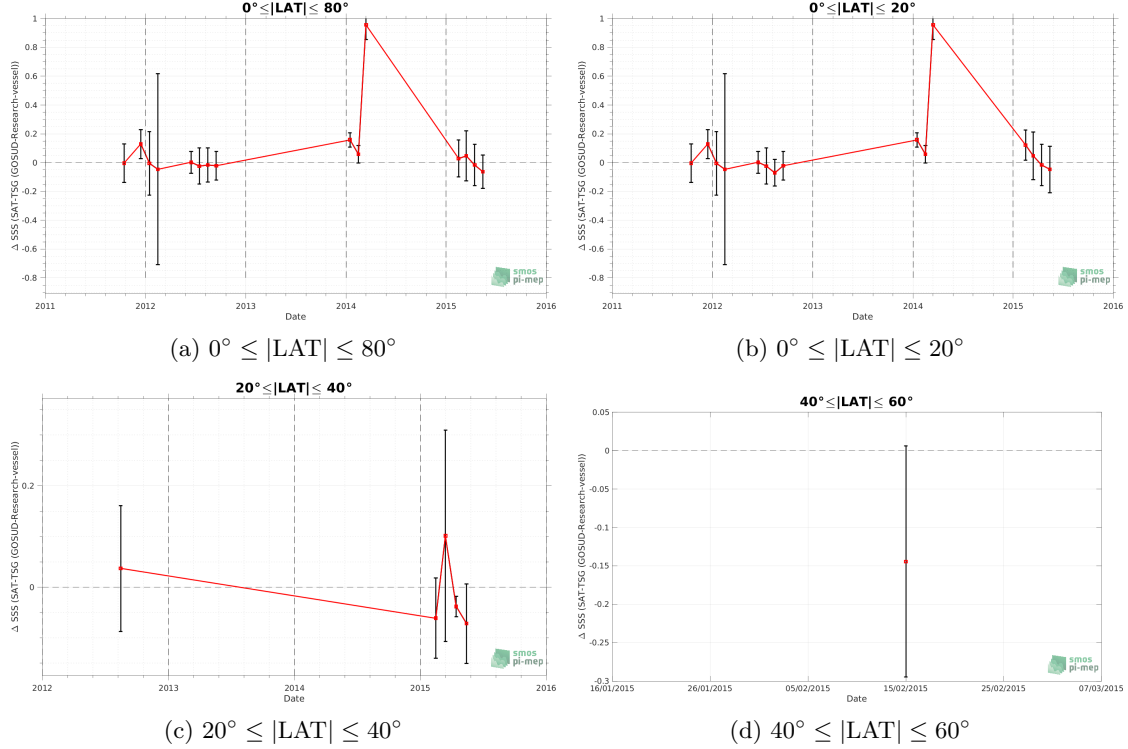 0°≤|LAT|≤ 80°
Δ SSS (SAT-TSG (GOSUD-Research-vessel))
1
0.8
0.6
0.4
0.2
0
-0.2
-0.4
-0.6
-0.8
2011 2012 2013 2014 2015 2016
Date
smos
pi-mep
(a) 0° ≤ |LAT| ≤ 80°
0°≤|LAT|≤ 20°
Δ SSS (SAT-TSG (GOSUD-Research-vessel))
1
0.8
0.6
0.4
0.2
0
-0.2
-0.4
-0.6
-0.8
2011 2012 2013 2014 2015 2016
Date
smos
pi-mep
(b) 0° ≤ |LAT| ≤ 20°
20°≤|LAT|≤ 40°
Δ SSS (SAT-TSG (GOSUD-Research-vessel))
0.2
0
2012 2013 2014 2015 2016
Date
smos
pi-mep
(c) 20° ≤ |LAT| ≤ 40°
40°≤|LAT|≤ 60°
Δ SSS (SAT-TSG (GOSUD-Research-vessel))
0.05
0
-0.05
-0.1
-0.15
-0.2
-0.25
-0.3
16/01/2015 26/01/2015 05/02/2015 15/02/2015 25/02/2015 07/03/2015
Date
smos
pi-mep
(d) 40° ≤ |LAT| ≤ 60°